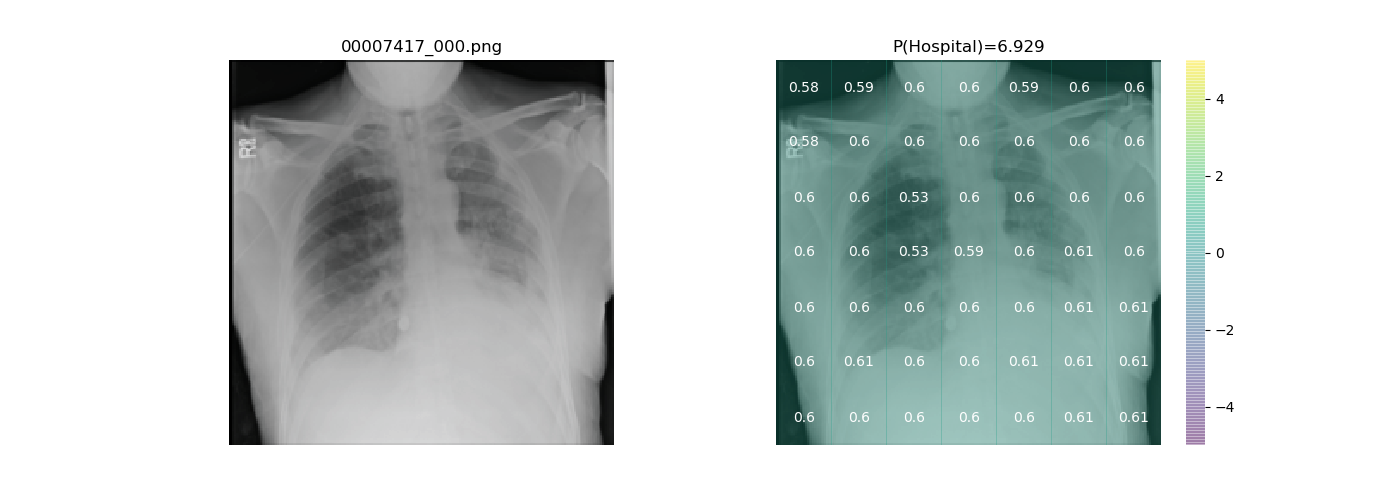 00007417_000.png
P(Hospital)=6.929
0.58 0.59 0.6 0.6 0.59 0.6 0.6
0.58 0.6 0.6 0.6 0.6 0.6 0.6
0.6 0.6 0.53 0.6 0.6 0.6 0.6
0.6 0.6 0.53 0.59 0.6 0.61 0.6
0.6 0.6 0.6 0.6 0.6 0.61 0.61
0.6 0.61 0.6 0.6 0.61 0.61 0.61
0.6 0.6 0.6 0.6 0.6 0.61 0.61
4
2
0
−2
−4